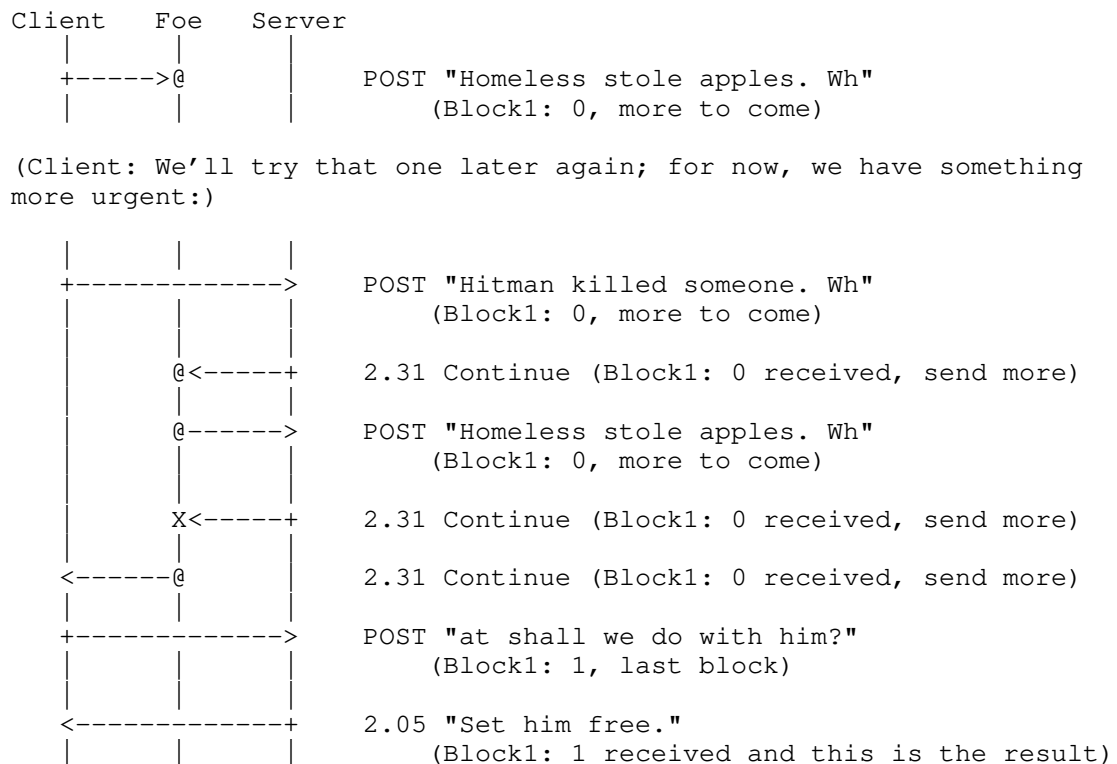 Client Foe Server
POST "Homeless stole apples. Wh"
(Block1: 0, more to come)
(Client: We'll try that one later again; for now, we have something
more urgent:)
POST "Hitman killed someone. Wh"
(Block1: 0, more to come)
2.31 Continue (Block1: 0 received, send more)
POST "Homeless stole apples. Wh"
(Block1: 0, more to come)
2.31 Continue (Block1: 0 received, send more)
2.31 Continue (Block1: 0 received, send more)
POST "at shall we do with him?"
(Block1: 1, last block)
2.05 "Set him free."
(Block1: 1 received and this is the result)